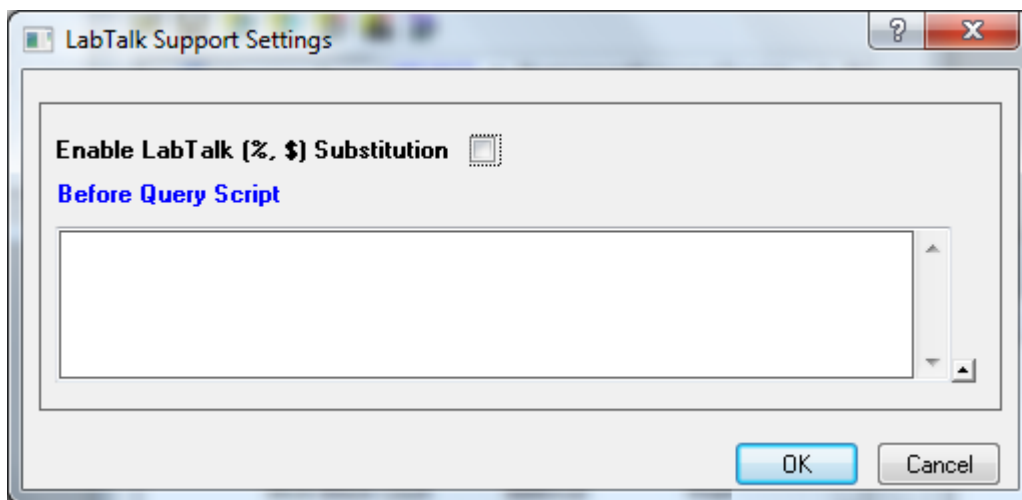 LabTalk Support Settings
Enable LabTalk (%, $) Substitution
Before Query Script
OK
Cancel